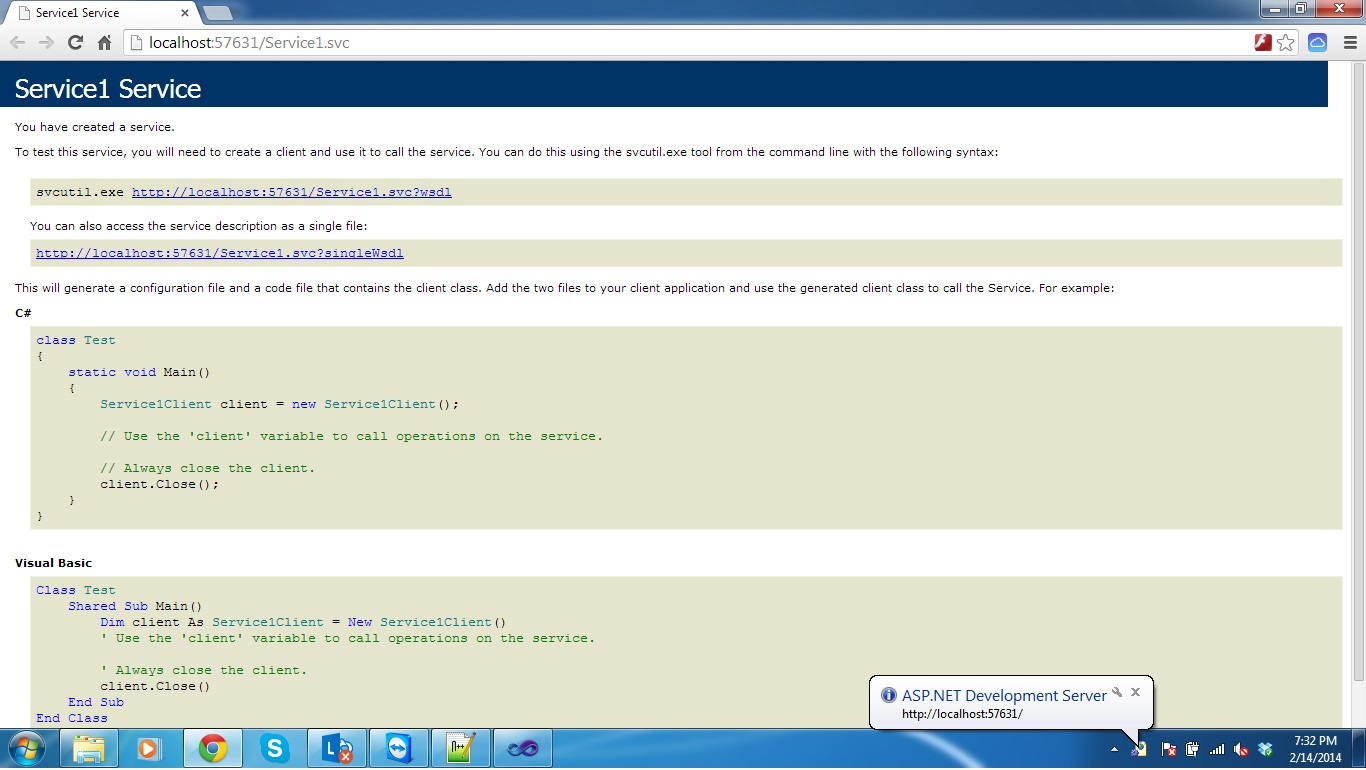 Service1 Service
localhost:57631/Service1.svc
Service1 Service
You have created a service.
To test this service, you will need to create a client and use it to call the service. You can do this using the svcutil.exe tool from the command line with the following syntax:
svcutil.exe http://localhost:57631/Service1.svc?wsdl
You can also access the service description as a single file:
http://localhost:57631/Service1.svc?singleWsdl
This will generate a configuration file and a code file that contains the client class. Add the two files to your client application and use the generated client class to call the Service. For example:
C#
class Test
{
static void Main()
{
Service1Client client = new Service1Client();
// Use the 'client' variable to call operations on the service.
// Always close the client.
client.Close();
}
}
Visual Basic
Class Test
Shared Sub Main()
Dim client As Service1Client = New Service1Client()
' Use the 'client' variable to call operations on the service.
' Always close the client.
client.Close()
End Sub
End Class
ASP.NET Development Server
http://localhost:57631/
7:32 PM
2/14/2014